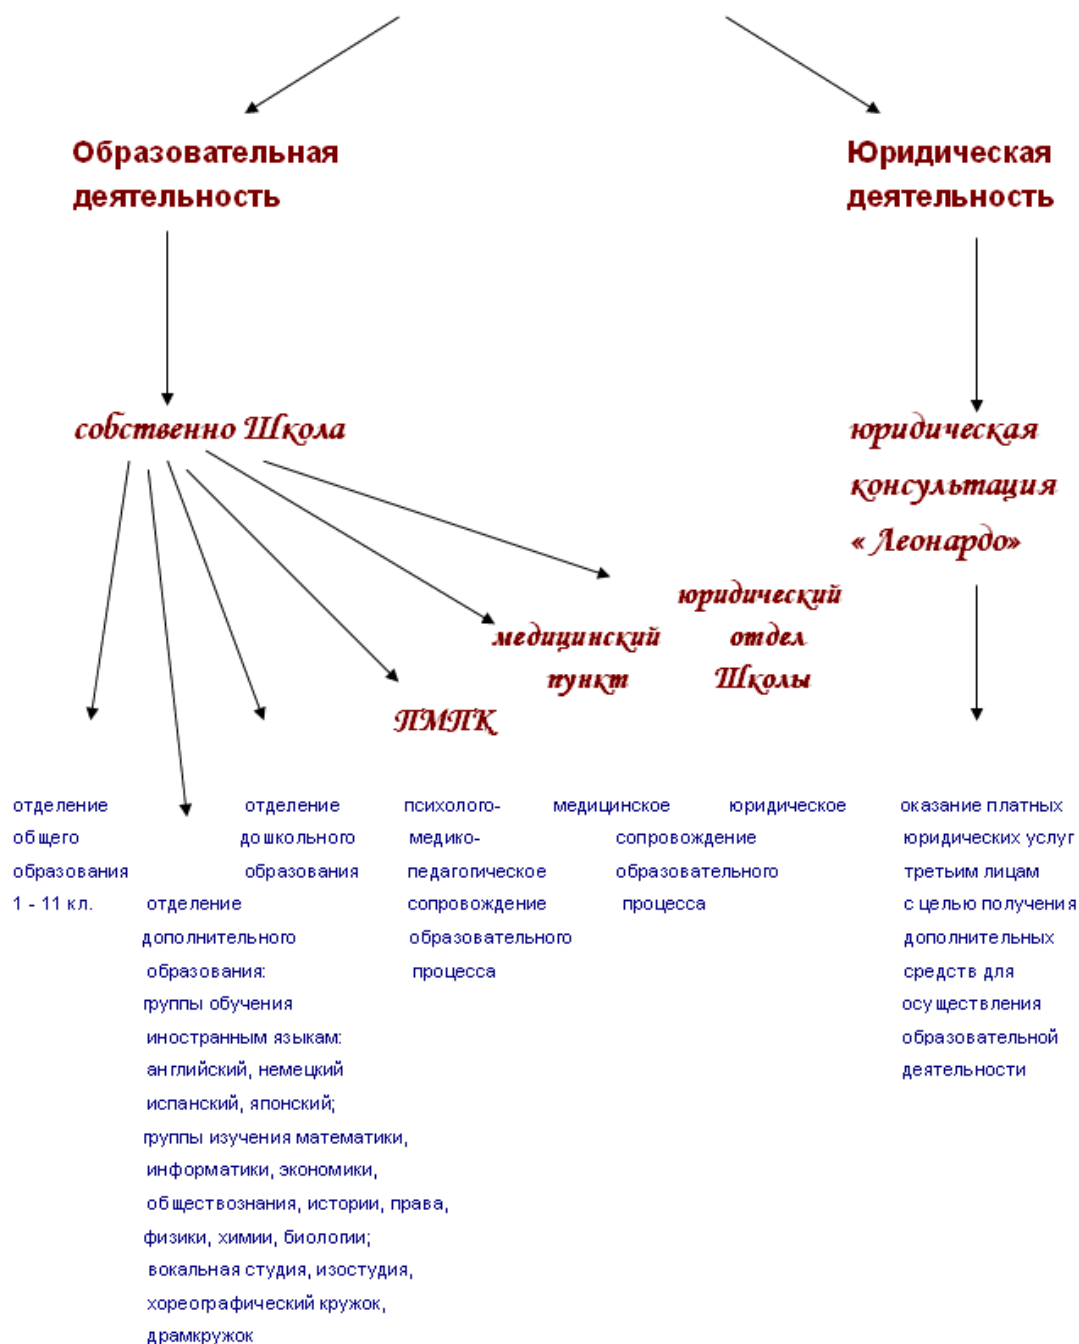 Образовательная
деятельность
Юридическая
деятельность
собственно Школа
юридическая
консультация
« Леонардо»
юридический
отдел
Школы
медицинский
пункт
ПМПК
отделение
общего
образования
1 - 11 кл.
отделение
дополнительного
образования:
группы обучения
иностранным языкам:
английский, немецкий
испанский, японский;
группы изучения математики,
информатики, экономики,
обществознания, истории, права,
физики, химии, биологии;
вокальная студия, изостудия,
хореографический кружок,
драмкружок
отделение
дошкольного
образования
психолого-
медико-
педагогическое
сопровождение
образовательного
процесса
медицинское юридическое
сопровождение
образовательного
процесса
оказание платных
юридических услуг
третьим лицам
с целью получения
дополнительных
средств для
осуществления
образовательной
деятельности